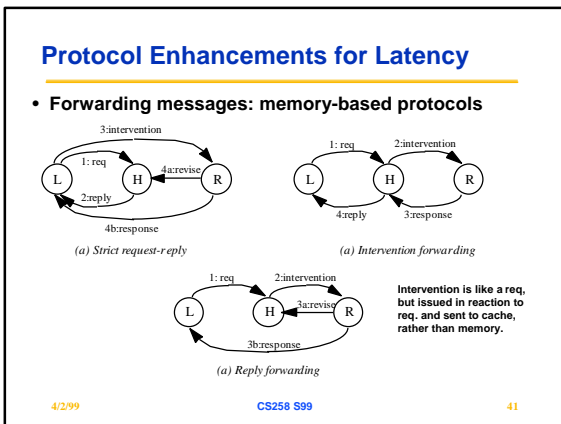 Protocol Enhancements for Latency
• Forwarding messages: memory-based protocols
3:intervention
1: req
4a:revise
L
H
R
2:reply
4b:response
(a) Strict request-reply
1: req
2:intervention
L
H
R
4:reply
3:response
(a) Intervention forwarding
1: req
2:intervention
3a:revise
L
H
R
3b:response
(a) Reply forwarding
Intervention is like a req,
but issued in reaction to
req. and sent to cache,
rather than memory.
4/2/99
CS258 S99
41